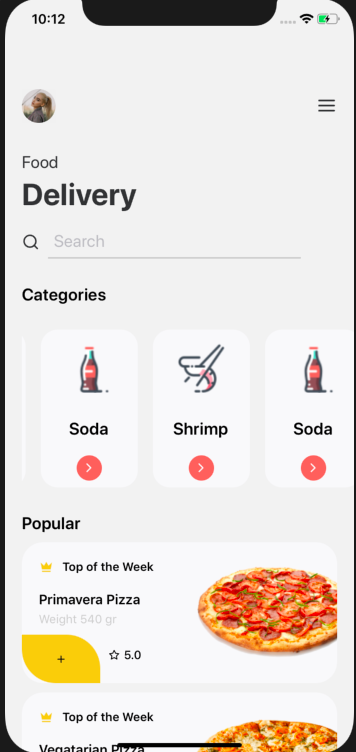 10:12
Food
Delivery
Search
Categories
Soda
Shrimp
Soda
Popular
Top of the Week
Primavera Pizza
Weight 540 gr
+
5.0
Top of the Week
Vegatarian Pizza